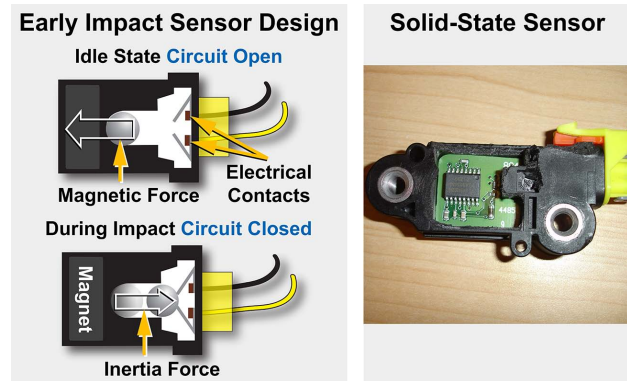 Early Impact Sensor Design
Idle State Circuit Open
Magnetic Force
Electrical
Contacts
During Impact Circuit Closed
Magnet
Inertia Force
Solid-State Sensor
4485